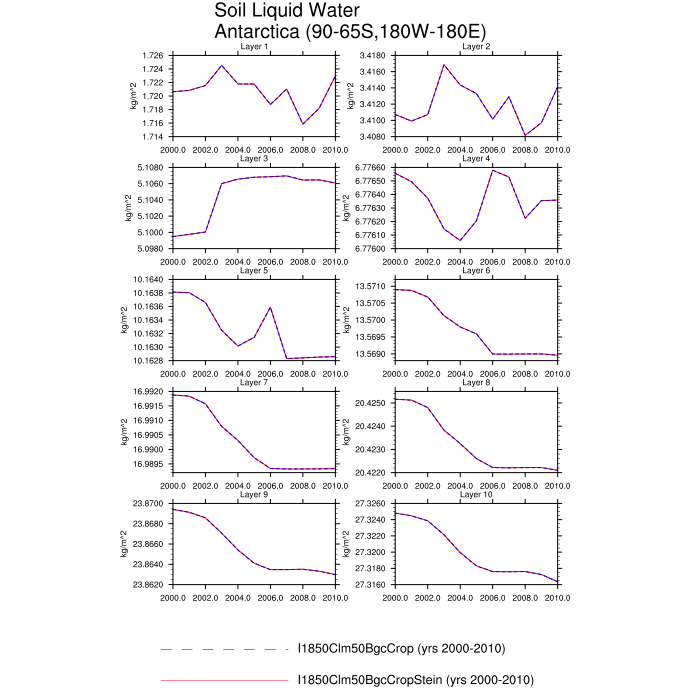 Soil Liquid Water
Antarctica (90-65S,180W-180E)
Layer 1
1.726
1.724
1.722
1.720
1.718
1.716
1.714
kg/m^2
2000.0 2002.0 2004.0 2006.0 2008.0 2010.0
Layer 2
3.4180
3.4160
3.4140
3.4120
3.4100
3.4080
kg/m^2
2000.0 2002.0 2004.0 2006.0 2008.0 2010.0
Layer 3
5.1080
5.1060
5.1040
5.1020
5.1000
5.0980
kg/m^2
2000.0 2002.0 2004.0 2006.0 2008.0 2010.0
Layer 4
6.77660
6.77650
6.77640
6.77630
6.77620
6.77610
6.77600
kg/m^2
2000.0 2002.0 2004.0 2006.0 2008.0 2010.0
Layer 5
10.1640
10.1638
10.1636
10.1634
10.1632
10.1630
10.1628
kg/m^2
2000.0 2002.0 2004.0 2006.0 2008.0 2010.0
Layer 6
13.5710
13.5705
13.5700
13.5695
13.5690
kg/m^2
2000.0 2002.0 2004.0 2006.0 2008.0 2010.0
Layer 7
16.9920
16.9915
16.9910
16.9905
16.9900
16.9895
kg/m^2
2000.0 2002.0 2004.0 2006.0 2008.0 2010.0
Layer 8
20.4250
20.4240
20.4230
20.4220
kg/m^2
2000.0 2002.0 2004.0 2006.0 2008.0 2010.0
Layer 9
23.8700
23.8680
23.8660
23.8640
23.8620
kg/m^2
2000.0 2002.0 2004.0 2006.0 2008.0 2010.0
Layer 10
27.3260
27.3240
27.3220
27.3200
27.3180
27.3160
kg/m^2
2000.0 2002.0 2004.0 2006.0 2008.0 2010.0
I1850Clm50BgcCrop (yrs 2000-2010)
I1850Clm50BgcCropStein (yrs 2000-2010)